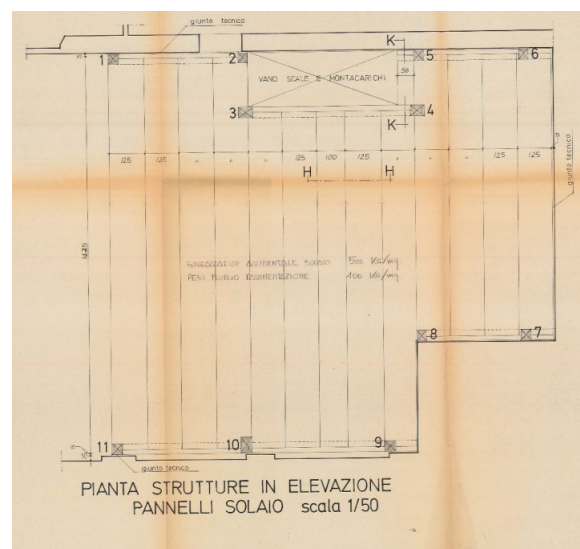 giunto tecnico
K
1
2
5
6
VANO SCALE E MONTACARICHI
50
3
4
K
125 125 " " 125 100 125 " " 125 125
H H
giunto tecnico
1425
SOVRACCARICO ACCIDENTALE SOLAIO 500 Kg/mq.
PESO PROPRIO PAVIMENTAZIONE 100 Kg/mq
8
7
11
10
9
giunto tecnico
PIANTA STRUTTURE IN ELEVAZIONE
PANNELLI SOLAIO scala 1/50